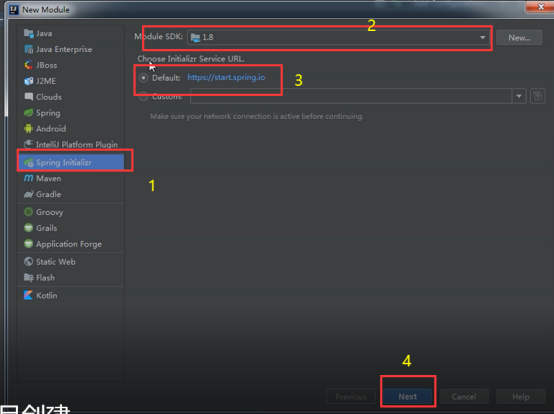 New Module
Java
Java Enterprise
JBoss
J2ME
Clouds
Spring
Android
IntelliJ Platform Plugin
Spring Initializr
Maven
Gradle
Groovy
Grails
Application Forge
Static Web
Flash
Kotlin
1
2
Module SDK: 1.8 New...
Choose Initializr Service URL.
Default: https://start.spring.io
3
Custom:
Make sure your network connection is active before continuing.
4
Previous Next Cancel Help